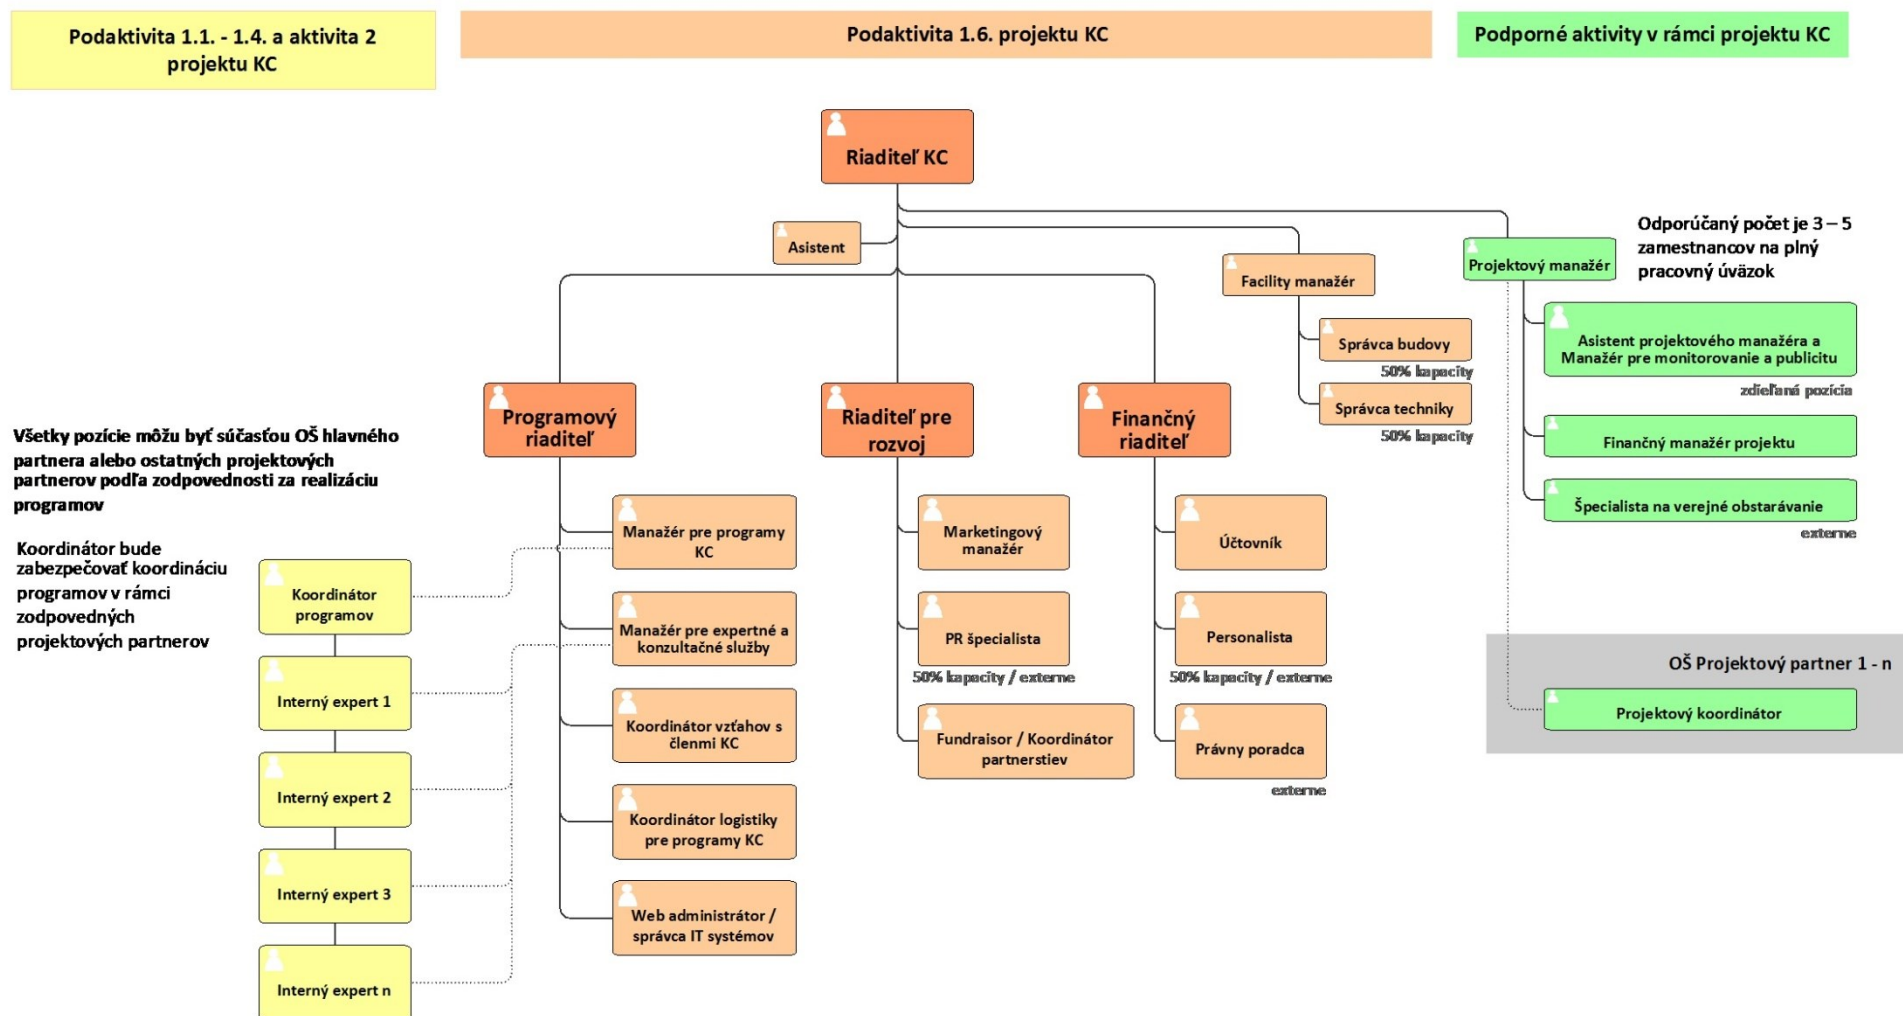 Podaktivita 1.1. - 1.4. a aktivita 2
projektu KC
Podaktivita 1.6. projektu KC
Podporné aktivity v rámci projektu KC
Riaditeľ KC
Asistent
Facility manažér
Správca budovy
50% kapacity
Správca techniky
50% kapacity
Projektový manažér
Odporúčaný počet je 3 – 5
zamestnancov na plný
pracovný úväzok
Asistent projektového manažéra a
Manažér pre monitorovanie a publicitu
zdieľaná pozícia
Finančný manažér projektu
Špecialista na verejné obstarávanie
externe
OŠ Projektový partner 1 - n
Projektový koordinátor
Programový
riaditeľ
Manažér pre programy
KC
Manažér pre expertné a
konzultačné služby
Koordinátor vzťahov s
členmi KC
Koordinátor logistiky
pre programy KC
Web administrátor /
správca IT systémov
Riaditeľ pre
rozvoj
Marketingový
manažér
PR špecialista
50% kapacity / externe
Fundraisor / Koordinátor
partnerstiev
Finančný
riaditeľ
Účtovník
Personalista
50% kapacity / externe
Právny poradca
externe
Všetky pozície môžu byť súčasťou OŠ hlavného
partnera alebo ostatných projektových
partnerov podľa zodpovednosti za realizáciu
programov
Koordinátor bude
zabezpečovať koordináciu
programov v rámci
zodpovedných
projektových partnerov
Koordinátor
programov
Interný expert 1
Interný expert 2
Interný expert 3
Interný expert n